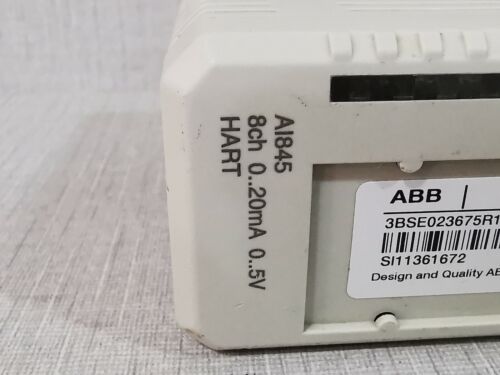 AI845
8ch 0..20mA 0..5V
HART
ABB
3BSE023675R1
SI11361672
Design and Quality AB